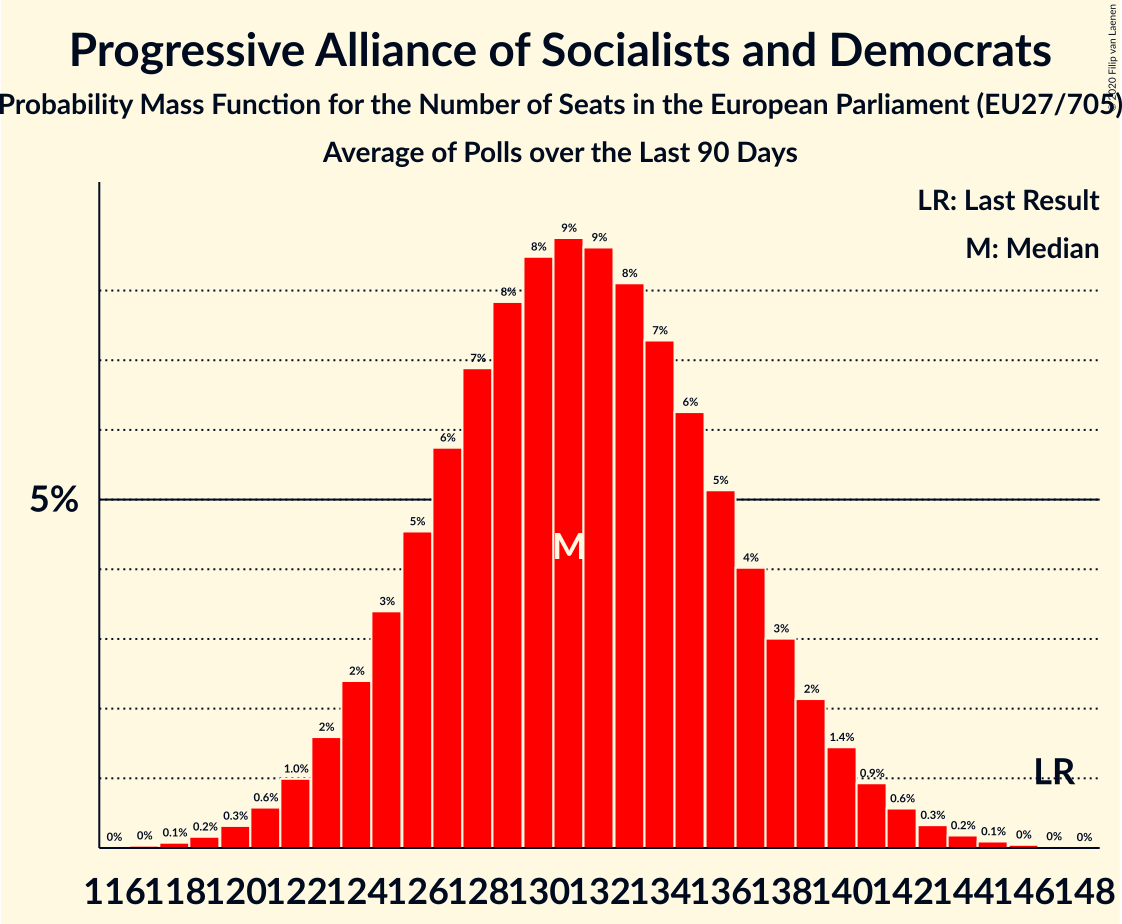 Progressive Alliance of Socialists and Democrats
Probability Mass Function for the Number of Seats in the European Parliament (EU27/705)
Average of Polls over the Last 90 Days
© 2020 Filip van Laenen
LR: Last Result
M: Median
5%
0% 0% 0.1% 0.2% 0.3% 0.6% 1.0% 2% 2% 3% 5% 6% 7% 8% 8% 9% 9% 8% 7% 6% 5% 4% 3% 2% 1.4% 0.9% 0.6% 0.3% 0.2% 0.1% 0% 0% 0%
M
LR
116 118 120 122 124 126 128 130 132 134 136 138 140 142 144 146 148